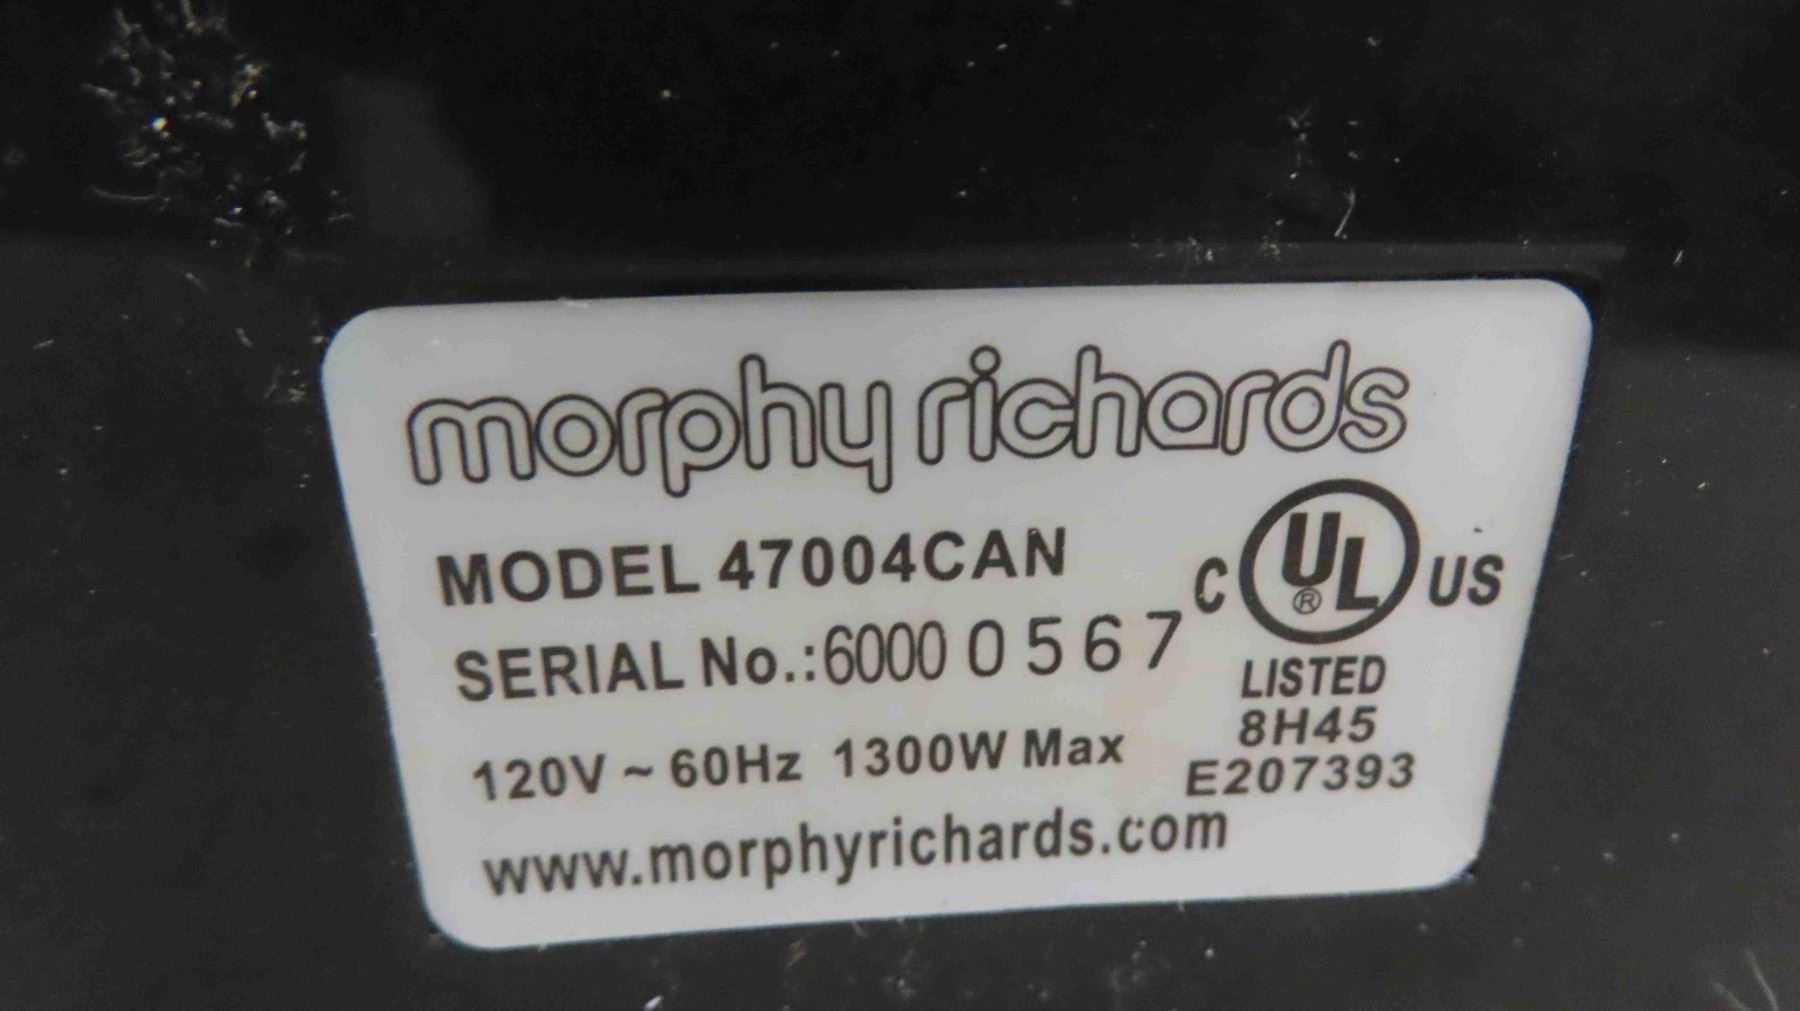 morphy richards
MODEL 47004CAN
SERIAL No.:6000 0 5 6 7
120V ~ 60Hz 1300W Max
www.morphyrichards.com
C UL® US
LISTED
8H45
E207393